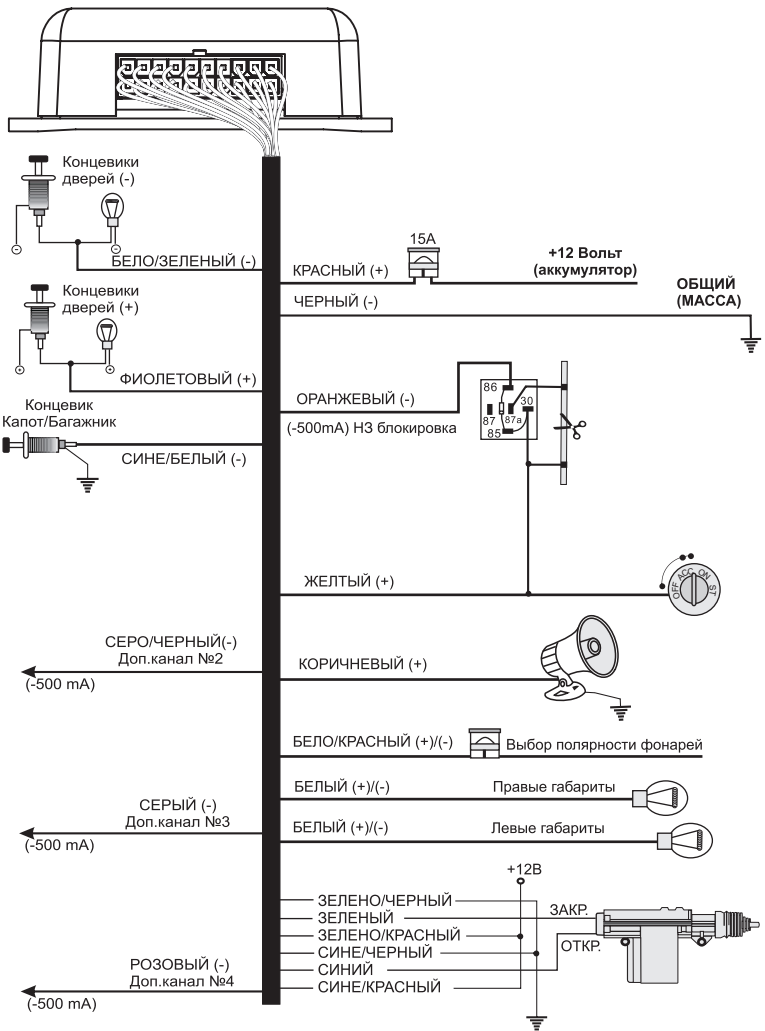 Концевики
дверей (-)
БЕЛО/ЗЕЛЕНЫЙ (-)
Концевики
дверей (+)
ФИОЛЕТОВЫЙ (+)
Концевик
Капот/Багажник
СИНЕ/БЕЛЫЙ (-)
15A
+12 Вольт
(аккумулятор)
КРАСНЫЙ (+)
ОБЩИЙ
(МАССА)
ЧЕРНЫЙ (-)
ОРАНЖЕВЫЙ (-)
(-500mA) НЗ блокировка
86
30
87
87a
85
ЖЕЛТЫЙ (+)
OFF ACC ON ST
СЕРО/ЧЕРНЫЙ(-)
Доп.канал №2
(-500 mA)
КОРИЧНЕВЫЙ (+)
БЕЛО/КРАСНЫЙ (+)/(-)
Выбор полярности фонарей
БЕЛЫЙ (+)/(-)
Правые габариты
СЕРЫЙ (-)
Доп.канал №3
(-500 mA)
БЕЛЫЙ (+)/(-)
Левые габариты
+12В
ЗЕЛЕНО/ЧЕРНЫЙ
ЗЕЛЕНЫЙ
ЗАКР.
ЗЕЛЕНО/КРАСНЫЙ
СИНЕ/ЧЕРНЫЙ
ОТКР.
СИНИЙ
СИНЕ/КРАСНЫЙ
РОЗОВЫЙ (-)
Доп.канал №4
(-500 mA)